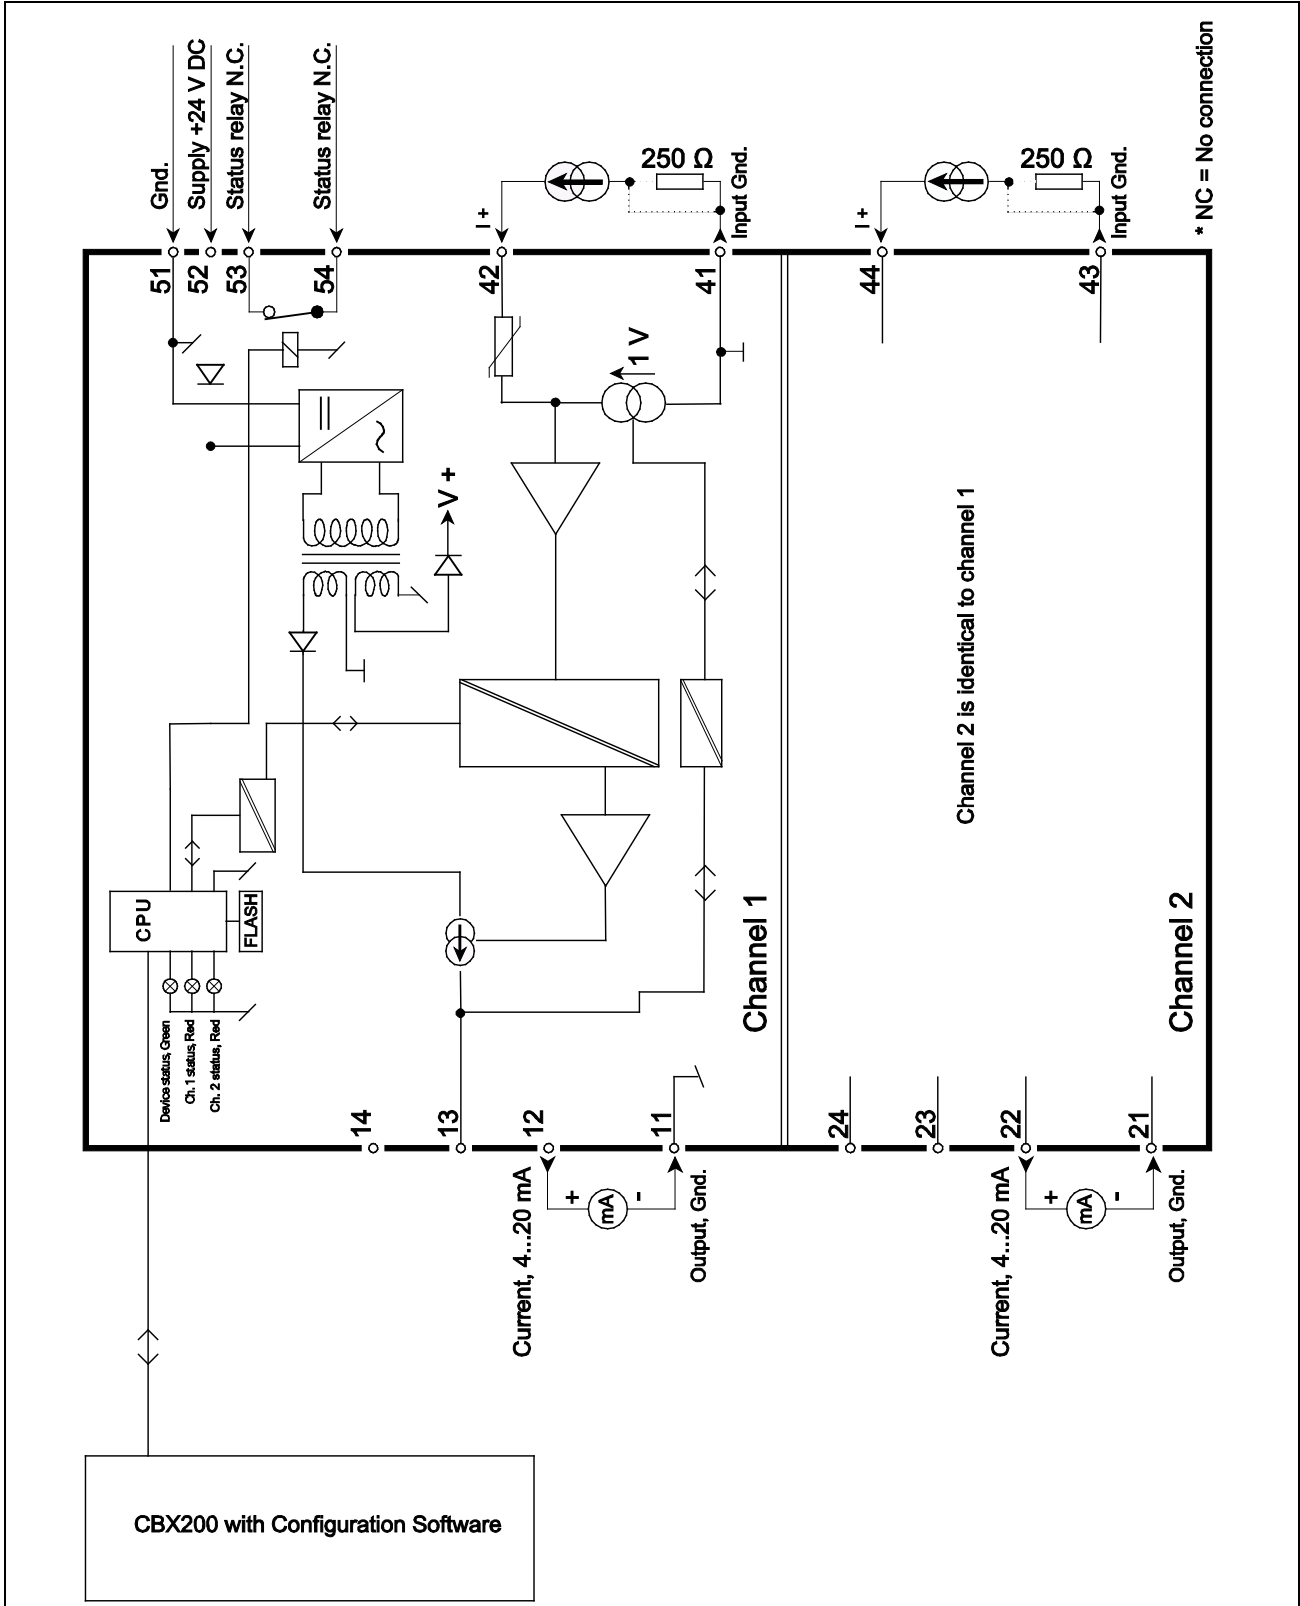 Gnd.
Supply +24 V DC
Status relay N.C.
Status relay N.C.
51
52
53
54
I +
250 Ω
Input Gnd.
42
41
I +
250 Ω
Input Gnd.
44
43
* NC = No connection
1 V
V +
CPU
FLASH
Device status, Green
Ch. 1 status, Red
Ch. 2 status, Red
Channel 1
Channel 2 is identical to channel 1
Channel 2
14
13
12
11
24
23
22
21
Current, 4...20 mA
+
mA
-
Output, Gnd.
Current, 4...20 mA
+
mA
-
Output, Gnd.
CBX200 with Configuration Software